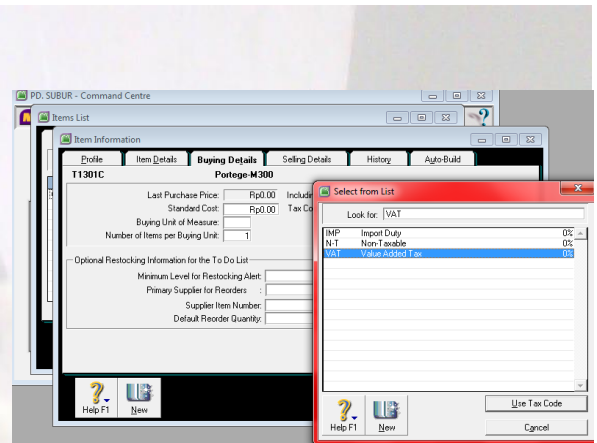 PD. SUBUR - Command Centre
Items List
Item Information
Profile Item Details Buying Details Selling Details History Auto-Build
T1301C Portege-M300
Last Purchase Price: Rp0.00
Standard Cost: Rp0.00 Tax
Buying Unit of Measure:
Number of Items per Buying Unit: 1
Optional Restocking Information for the To Do List
Minimum Level for Restocking Alert:
Primary Supplier for Reorders :
Supplier Item Number:
Default Reorder Quantity:
Help F1 New
Select from List
Look for: VAT
IMP Import Duty 0%
N-T Non-Taxable 0%
VAT Value Added Tax 0%
Use Tax Code
Help F1 New Cancel